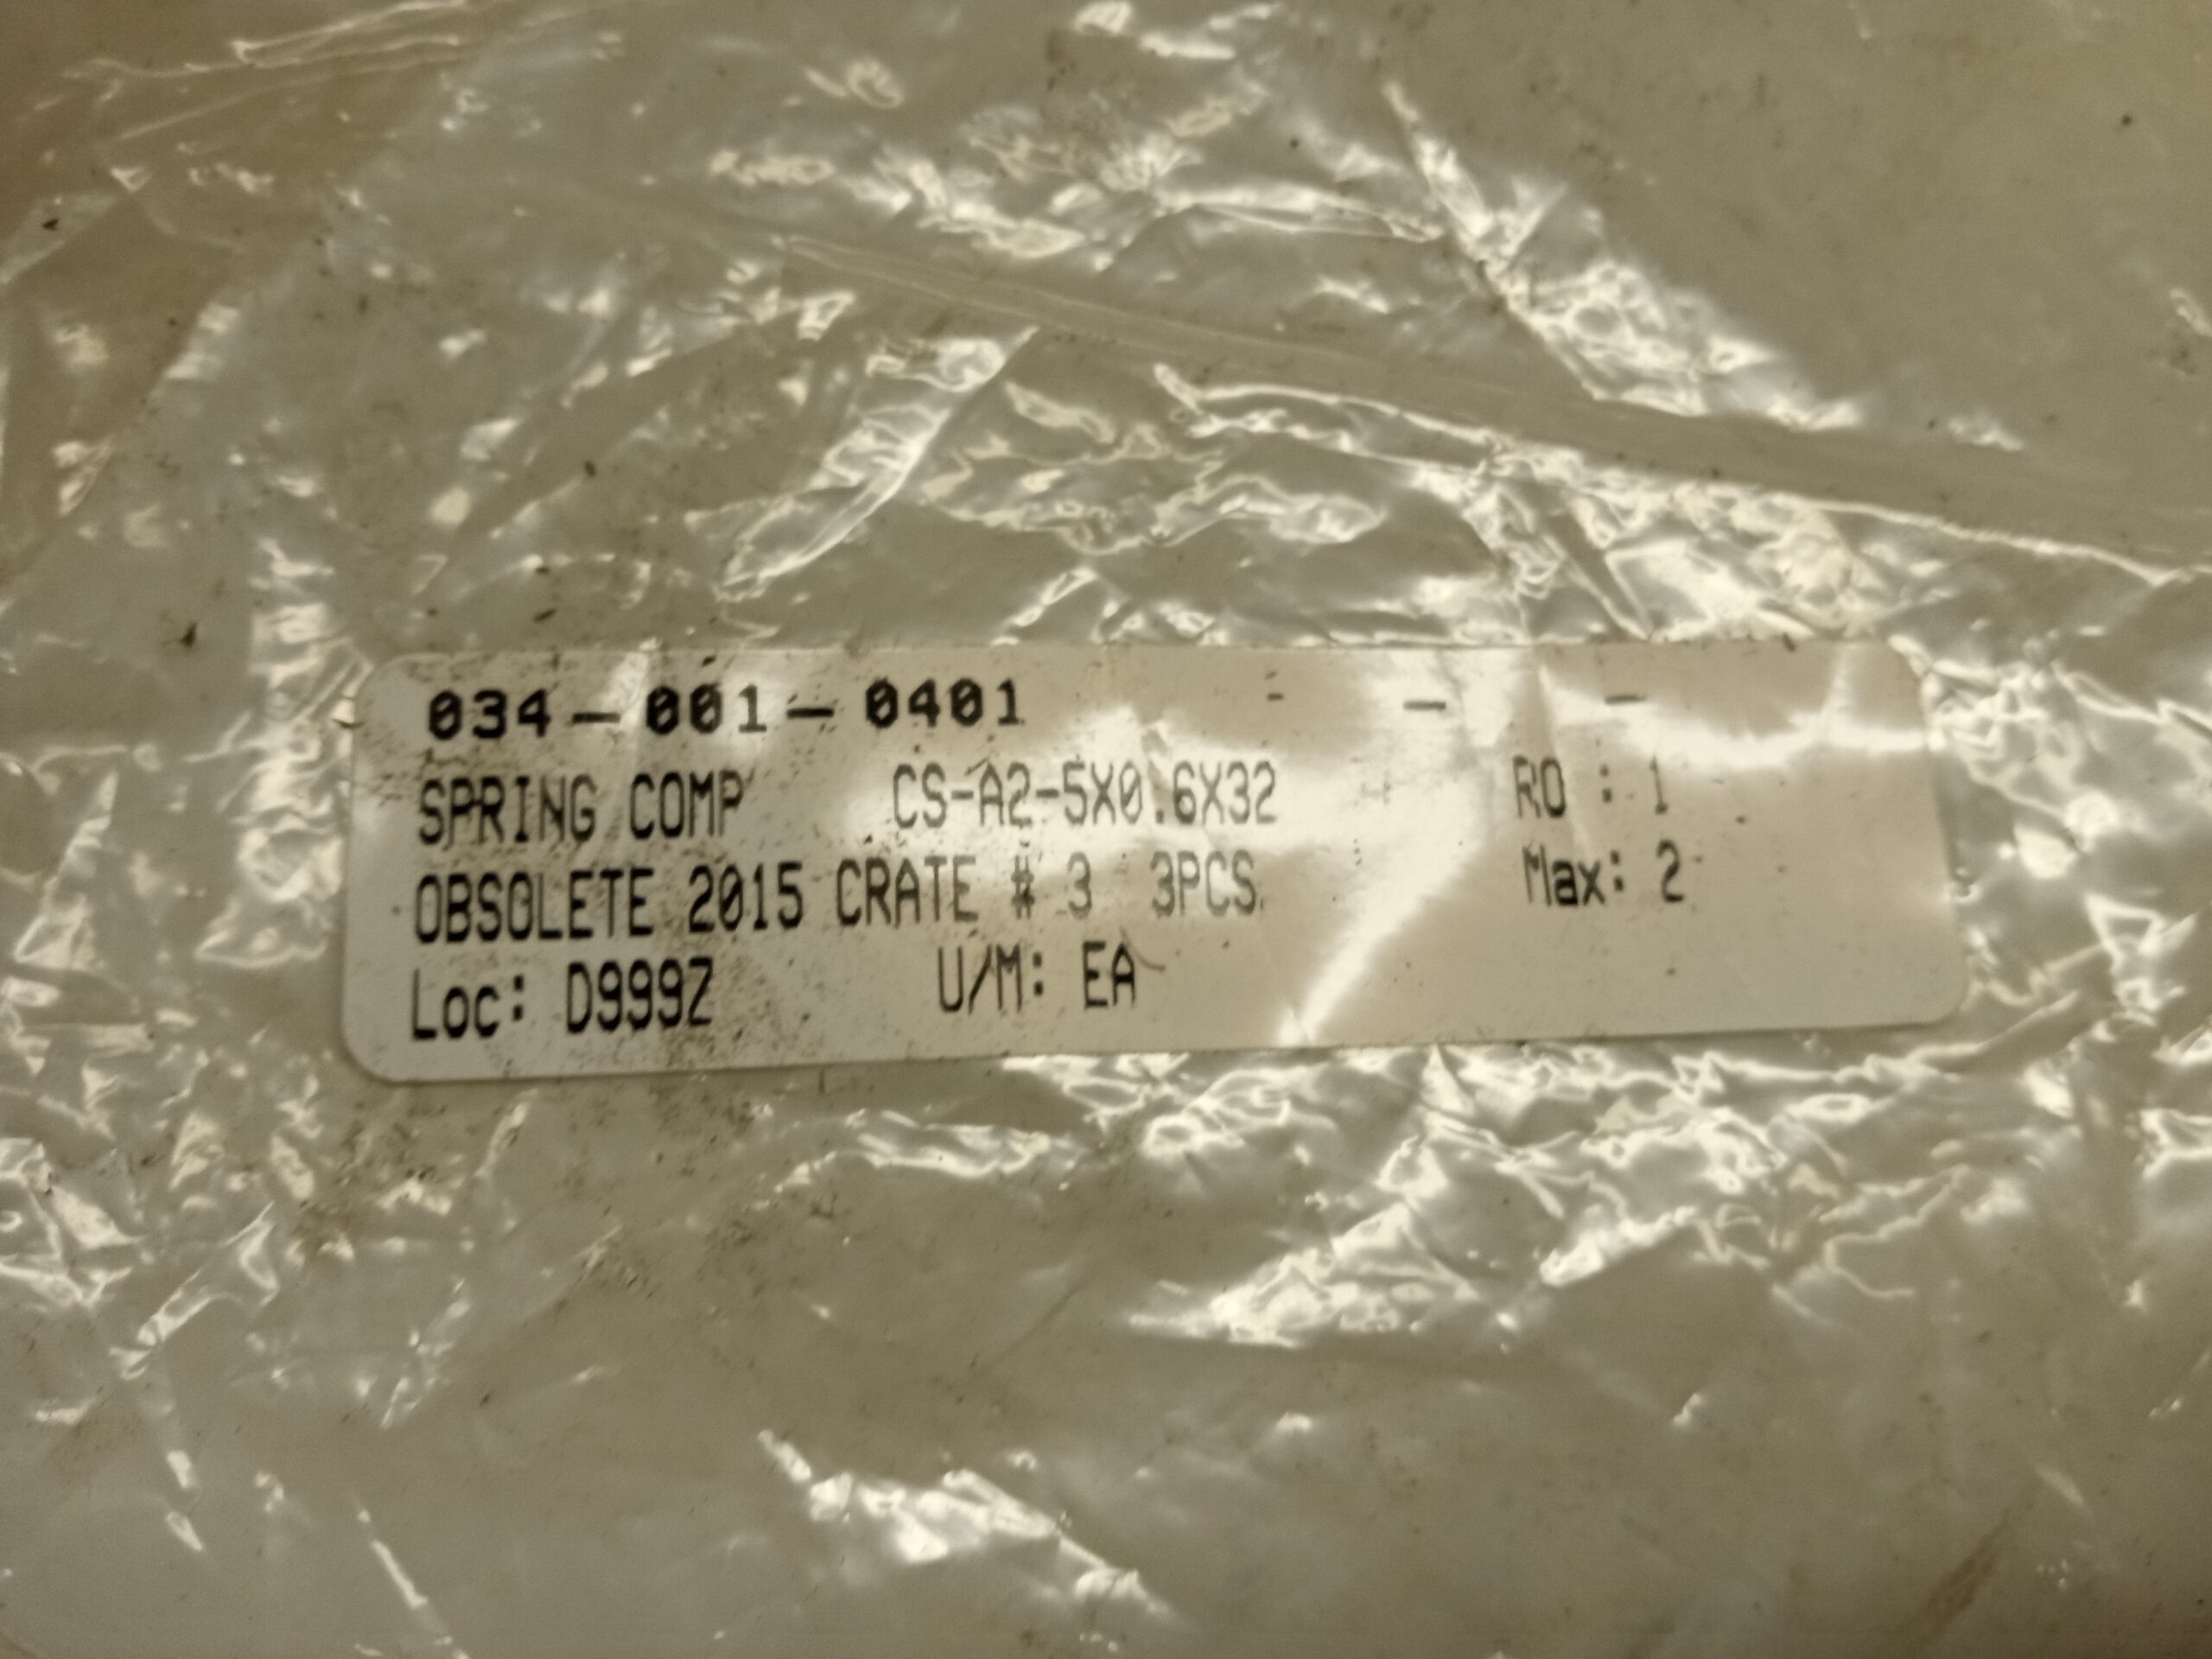 034-001-0401 - - -
SPRING COMP CS-A2-5X0.6X32 RO : 1
OBSOLETE 2015 CRATE # 3 3PCS Max: 2
Loc: D999Z U/M: EA